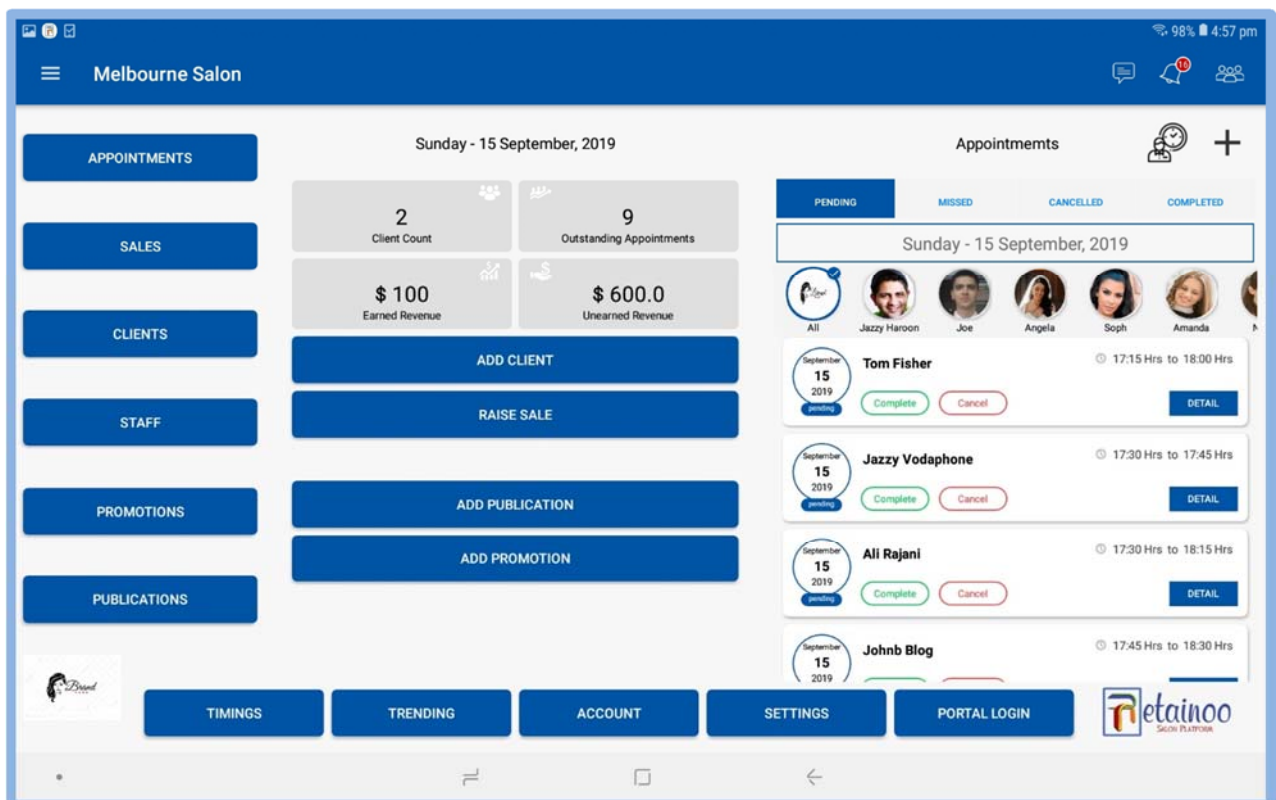 98% 4:57 pm
Melbourne Salon
16
APPOINTMENTS
SALES
CLIENTS
STAFF
PROMOTIONS
PUBLICATIONS
Brand
Sunday - 15 September, 2019
2
Client Count
9
Outstanding Appointments
$ 100
Earned Revenue
$ 600.0
Unearned Revenue
ADD CLIENT
RAISE SALE
ADD PUBLICATION
ADD PROMOTION
Appointmemts
PENDING MISSED CANCELLED COMPLETED
Sunday - 15 September, 2019
All Jazzy Haroon Joe Angela Soph Amanda
September
15
2019
pending
Tom Fisher
17:15 Hrs to 18:00 Hrs
Complete Cancel DETAIL
September
15
2019
pending
Jazzy Vodaphone
17:30 Hrs to 17:45 Hrs
Complete Cancel DETAIL
September
15
2019
pending
Ali Rajani
17:30 Hrs to 18:15 Hrs
Complete Cancel DETAIL
September
15
2019
Johnb Blog
17:45 Hrs to 18:30 Hrs
TIMINGS TRENDING ACCOUNT SETTINGS PORTAL LOGIN
Retainoo
SALON PLATFORM